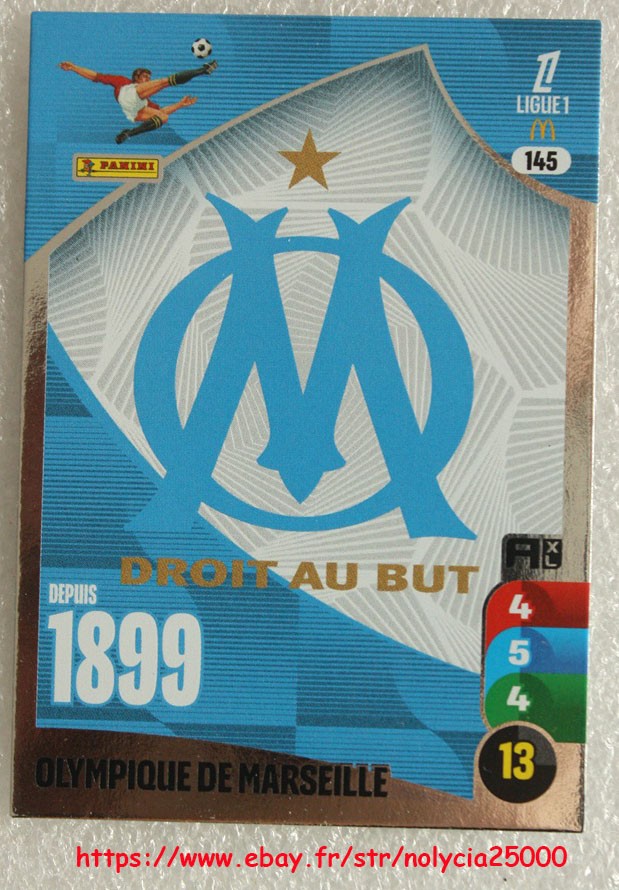 LIGUE 1
PANINI
145
DROIT AU BUT
A XL
DEPUIS
1899
4
5
4
13
OLYMPIQUE DE MARSEILLE
https://www.ebay.fr/str/nolycia25000